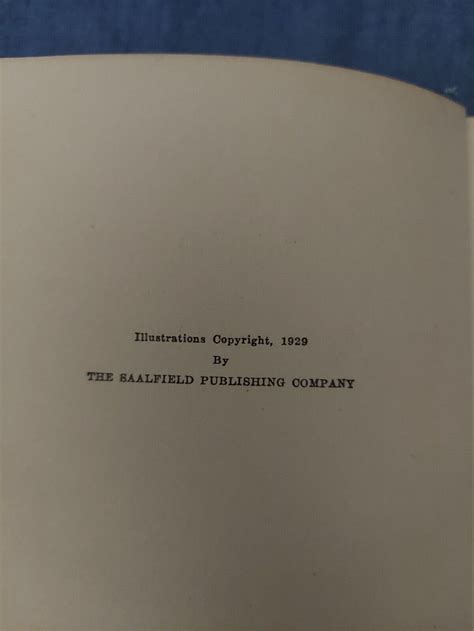 Illustrations Copyright, 1929
By
THE SAALFIELD PUBLISHING COMPANY